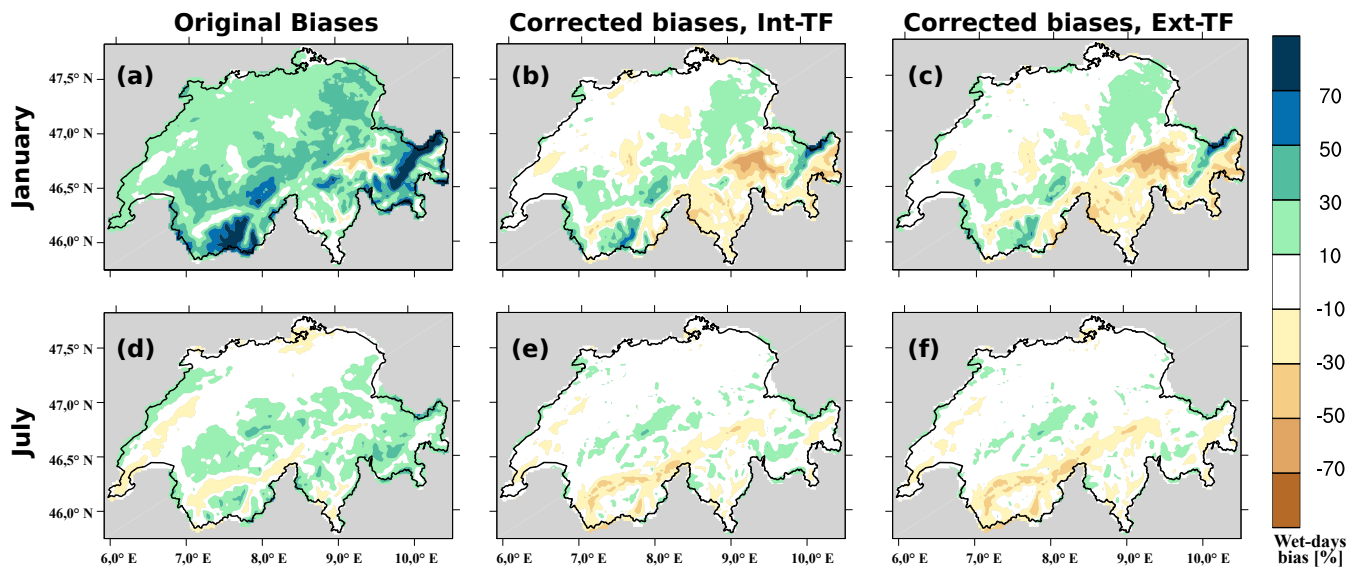 Original Biases
Corrected biases, Int-TF
Corrected biases, Ext-TF
January
47,5° N
47,0° N
46,5° N
46,0° N
(a)
(b)
(c)
July
47,5° N
47,0° N
46,5° N
46,0° N
(d)
(e)
(f)
6,0° E 7,0° E 8,0° E 9,0° E 10,0° E
6,0° E 7,0° E 8,0° E 9,0° E 10,0° E
6,0° E 7,0° E 8,0° E 9,0° E 10,0° E
70
50
30
10
-10
-30
-50
-70
Wet-days
bias [%]